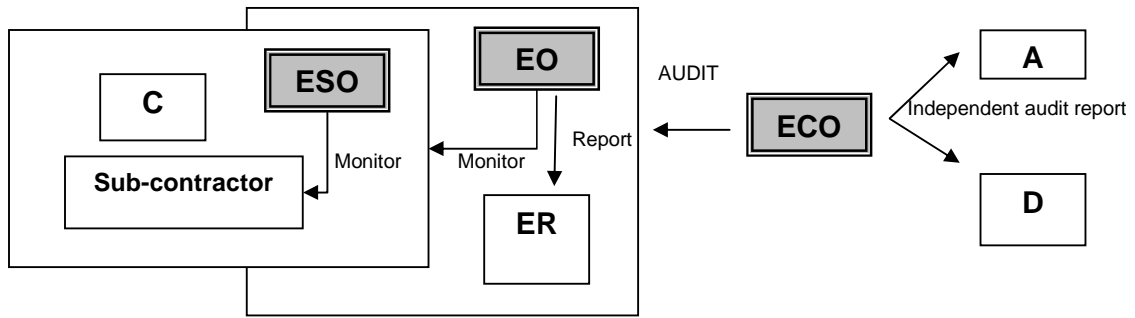 C
ESO
EO
AUDIT
A
ECO
Independent audit report
Report
Monitor
Monitor
Sub-contractor
ER
D